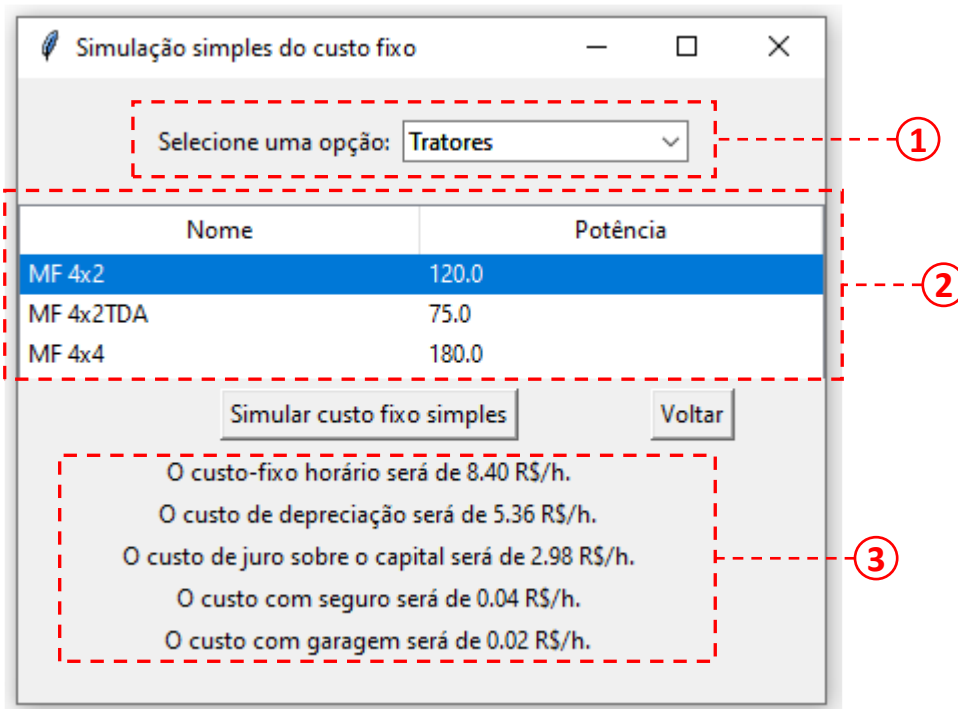 Simulação simples do custo fixo
Selecione uma opção: Tratores
1
Nome Potência
MF 4x2 120.0
2
MF 4x2TDA 75.0
MF 4x4 180.0
Simular custo fixo simples Voltar
O custo-fixo horário será de 8.40 R$/h.
O custo de depreciação será de 5.36 R$/h.
O custo de juro sobre o capital será de 2.98 R$/h.
3
O custo com seguro será de 0.04 R$/h.
O custo com garagem será de 0.02 R$/h.